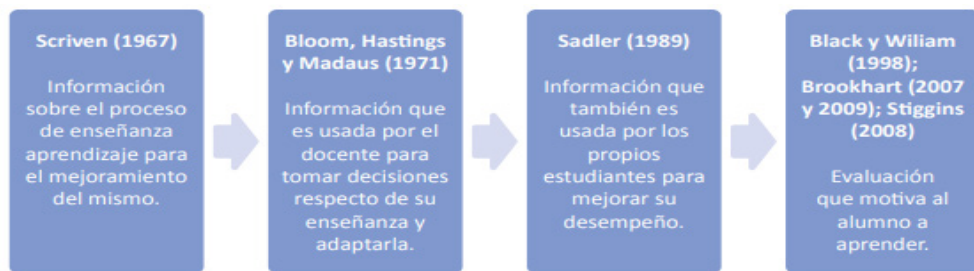 Scriven (1967)
Información
sobre el proceso
de enseñanza
aprendizaje para
el mejoramiento
del mismo.
Bloom, Hastings
y Madaus (1971)
Información que
es usada por el
docente para
tomar decisiones
respecto de su
enseñanza y
adaptarla.
Sadler (1989)
Información que
también es
usada por los
propios
estudiantes para
mejorar su
desempeño.
Black y Wiliam
(1998);
Brookhart (2007
y 2009); Stiggins
(2008)
Evaluación
que motiva al
alumno a
aprender.